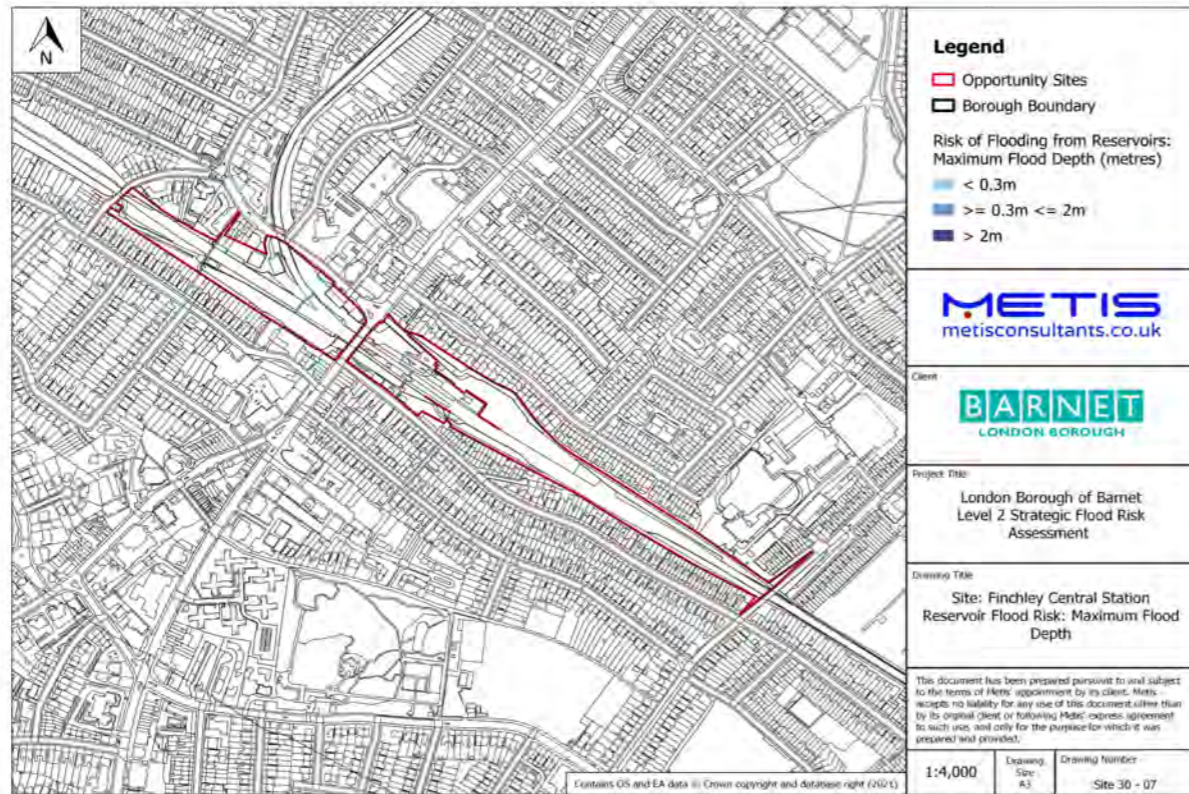 N
Legend
Opportunity Sites
Borough Boundary
Risk of Flooding from Reservoirs:
Maximum Flood Depth (metres)
< 0.3m
>= 0.3m <= 2m
> 2m
METIS
metisconsultants.co.uk
Client
BARNET
LONDON BOROUGH
Project Title
London Borough of Barnet
Level 2 Strategic Flood Risk
Assessment
Drawing Title
Site: Finchley Central Station
Reservoir Flood Risk: Maximum Flood
Depth
This document has been prepared pursuant to and subject
to the terms of Metis' appointment by its client. Metis
accepts no liability for any use of this document other than
by its original client or following Metis' express agreement
to such use, and only for the purpose for which it was
prepared and provided.
1:4,000
Drawing
Size
A3
Drawing Number
Site 30 - 07
Contains OS and EA data © Crown copyright and database right (2021)